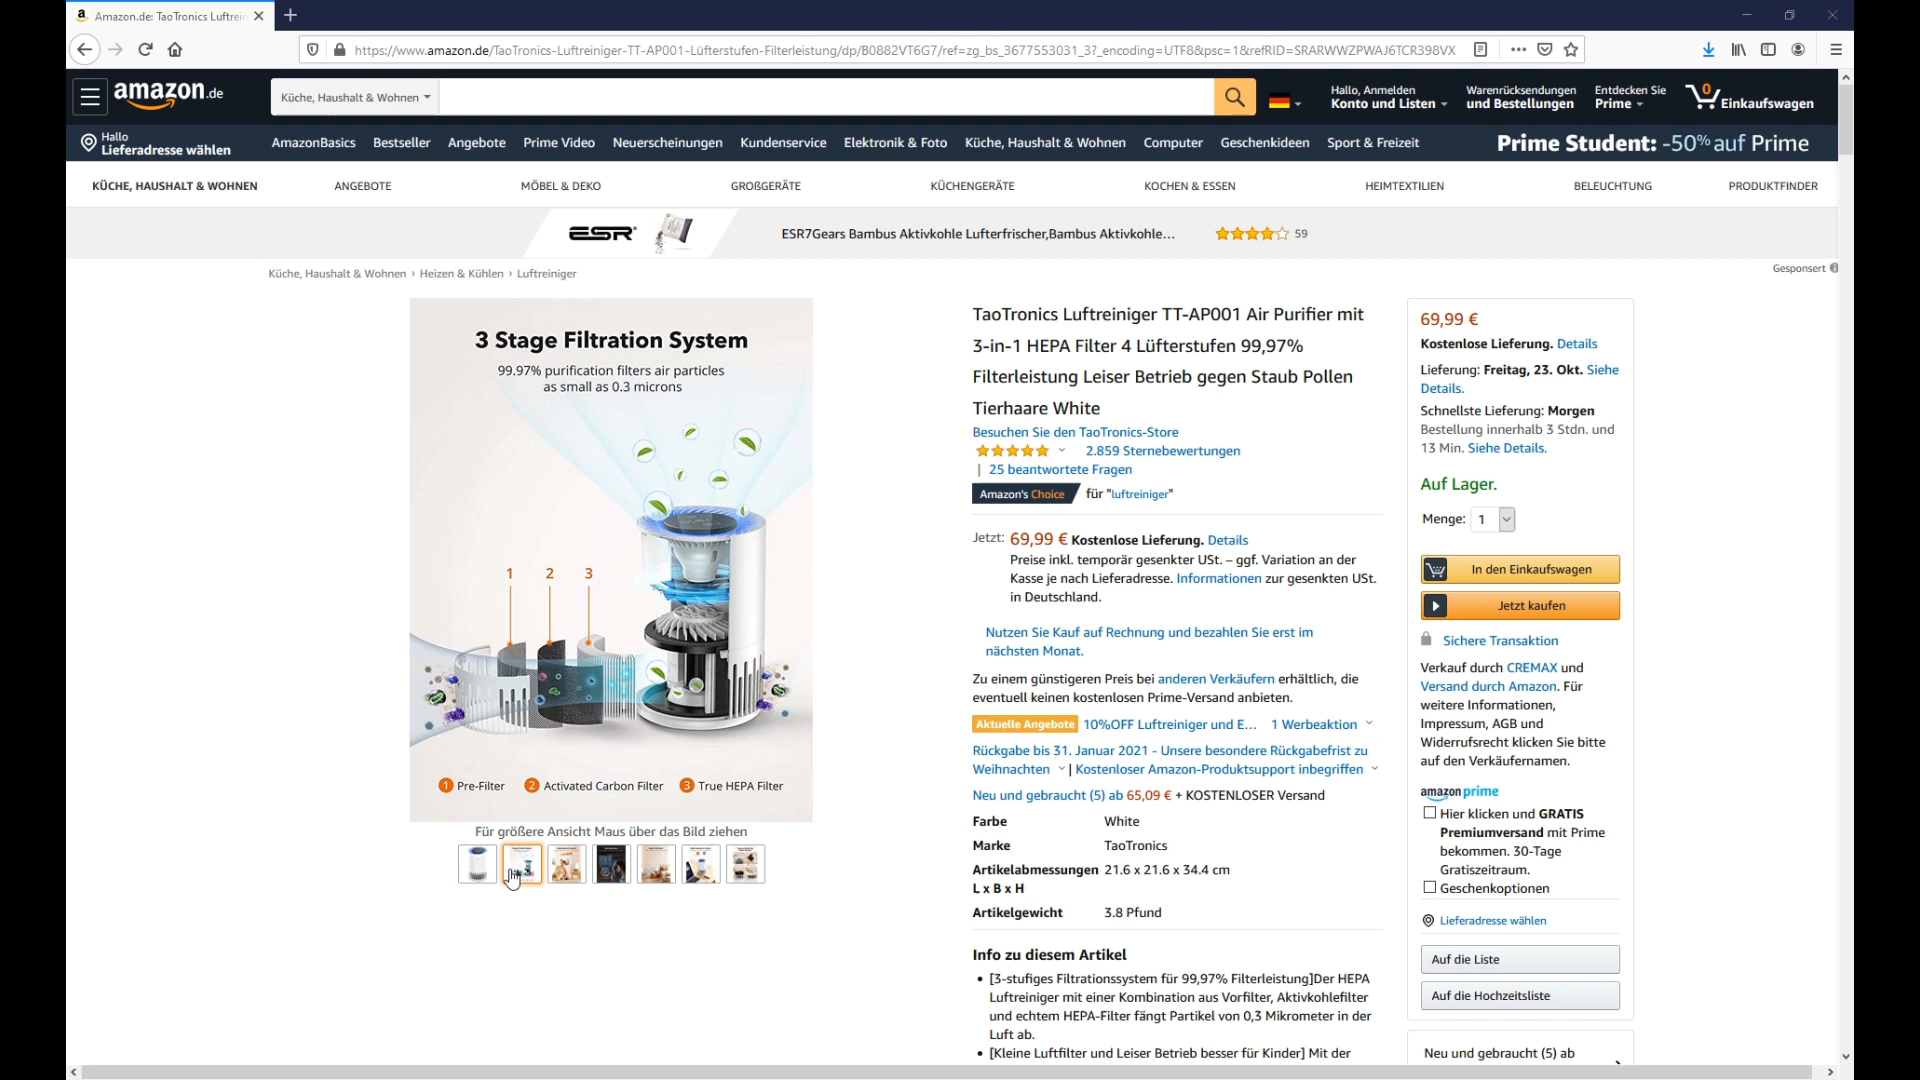 Amazon.de: TaoTronics Luftrein
https://www.amazon.de/TaoTronics-Luftreiniger-TT-AP001-Lüfterstufen-Filterleistung/dp/B0882VT6G7/ref=zg_bs_3677553031_3?_encoding=UTF8&psc=1&refRID=SRARWWZPWAJ6TCR398VX
amazon.de
Küche, Haushalt & Wohnen
Hallo, Anmelden
Konto und Listen
Warenrücksendungen
und Bestellungen
Entdecken Sie
Prime
0
Einkaufswagen
Hallo
Lieferadresse wählen
AmazonBasics Bestseller Angebote Prime Video Neuerscheinungen Kundenservice Elektronik & Foto Küche, Haushalt & Wohnen Computer Geschenkideen Sport & Freizeit
Prime Student: -50% auf Prime
KÜCHE, HAUSHALT & WOHNEN ANGEBOTE MÖBEL & DEKO GROẞGERÄTE KÜCHENGERÄTE KOCHEN & ESSEN HEIMTEXTILIEN BELEUCHTUNG PRODUKTFINDER
ESR
ESR7Gears Bambus Aktivkohle Lufterfrischer,Bambus Aktivkohle... 59
Gesponsert
Küche, Haushalt & Wohnen › Heizen & Kühlen › Luftreiniger
3 Stage Filtration System
99.97% purification filters air particles
as small as 0.3 microns
1 2 3
1 Pre-Filter 2 Activated Carbon Filter 3 True HEPA Filter
Für größere Ansicht Maus über das Bild ziehen
TaoTronics Luftreiniger TT-AP001 Air Purifier mit
3-in-1 HEPA Filter 4 Lüfterstufen 99,97%
Filterleistung Leiser Betrieb gegen Staub Pollen
Tierhaare White
Besuchen Sie den TaoTronics-Store
2.859 Sternebewertungen
| 25 beantwortete Fragen
Amazon's Choice für "luftreiniger"
Jetzt: 69,99 € Kostenlose Lieferung. Details
Preise inkl. temporär gesenkter USt. – ggf. Variation an der
Kasse je nach Lieferadresse. Informationen zur gesenkten USt.
in Deutschland.
Nutzen Sie Kauf auf Rechnung und bezahlen Sie erst im
nächsten Monat.
Zu einem günstigeren Preis bei anderen Verkäufern erhältlich, die
eventuell keinen kostenlosen Prime-Versand anbieten.
Aktuelle Angebote 10%OFF Luftreiniger und E... 1 Werbeaktion
Rückgabe bis 31. Januar 2021 - Unsere besondere Rückgabefrist zu
Weihnachten | Kostenloser Amazon-Produktsupport inbegriffen
Neu und gebraucht (5) ab 65,09 € + KOSTENLOSER Versand
Farbe White
Marke TaoTronics
Artikelabmessungen 21.6 x 21.6 x 34.4 cm
L x B x H
Artikelgewicht 3.8 Pfund
Info zu diesem Artikel
• [3-stufiges Filtrationssystem für 99,97% Filterleistung]Der HEPA
Luftreiniger mit einer Kombination aus Vorfilter, Aktivkohlefilter
und echtem HEPA-Filter fängt Partikel von 0,3 Mikrometer in der
Luft ab.
• [Kleine Luftfilter und Leiser Betrieb besser für Kinder] Mit der
69,99 €
Kostenlose Lieferung. Details
Lieferung: Freitag, 23. Okt. Siehe
Details.
Schnellste Lieferung: Morgen
Bestellung innerhalb 3 Stdn. und
13 Min. Siehe Details.
Auf Lager.
Menge: 1
In den Einkaufswagen
Jetzt kaufen
Sichere Transaktion
Verkauf durch CREMAX und
Versand durch Amazon. Für
weitere Informationen,
Impressum, AGB und
Widerrufsrecht klicken Sie bitte
auf den Verkäufernamen.
amazon prime
Hier klicken und GRATIS
Premiumversand mit Prime
bekommen. 30-Tage
Gratiszeitraum.
Geschenkoptionen
Lieferadresse wählen
Auf die Liste
Auf die Hochzeitsliste
Neu und gebraucht (5) ab